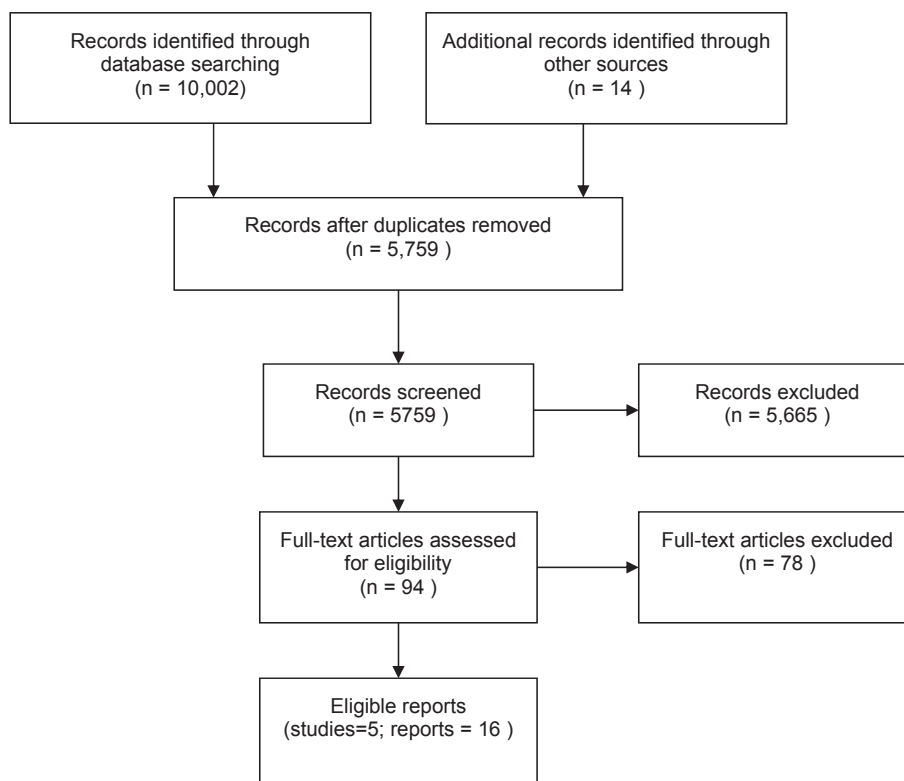 Records identified through
database searching
(n = 10,002)
Additional records identified through
other sources
(n = 14 )
Records after duplicates removed
(n = 5,759 )
Records screened
(n = 5759 )
Records excluded
(n = 5,665 )
Full-text articles assessed
for eligibility
(n = 94 )
Full-text articles excluded
(n = 78 )
Eligible reports
(studies=5; reports = 16 )